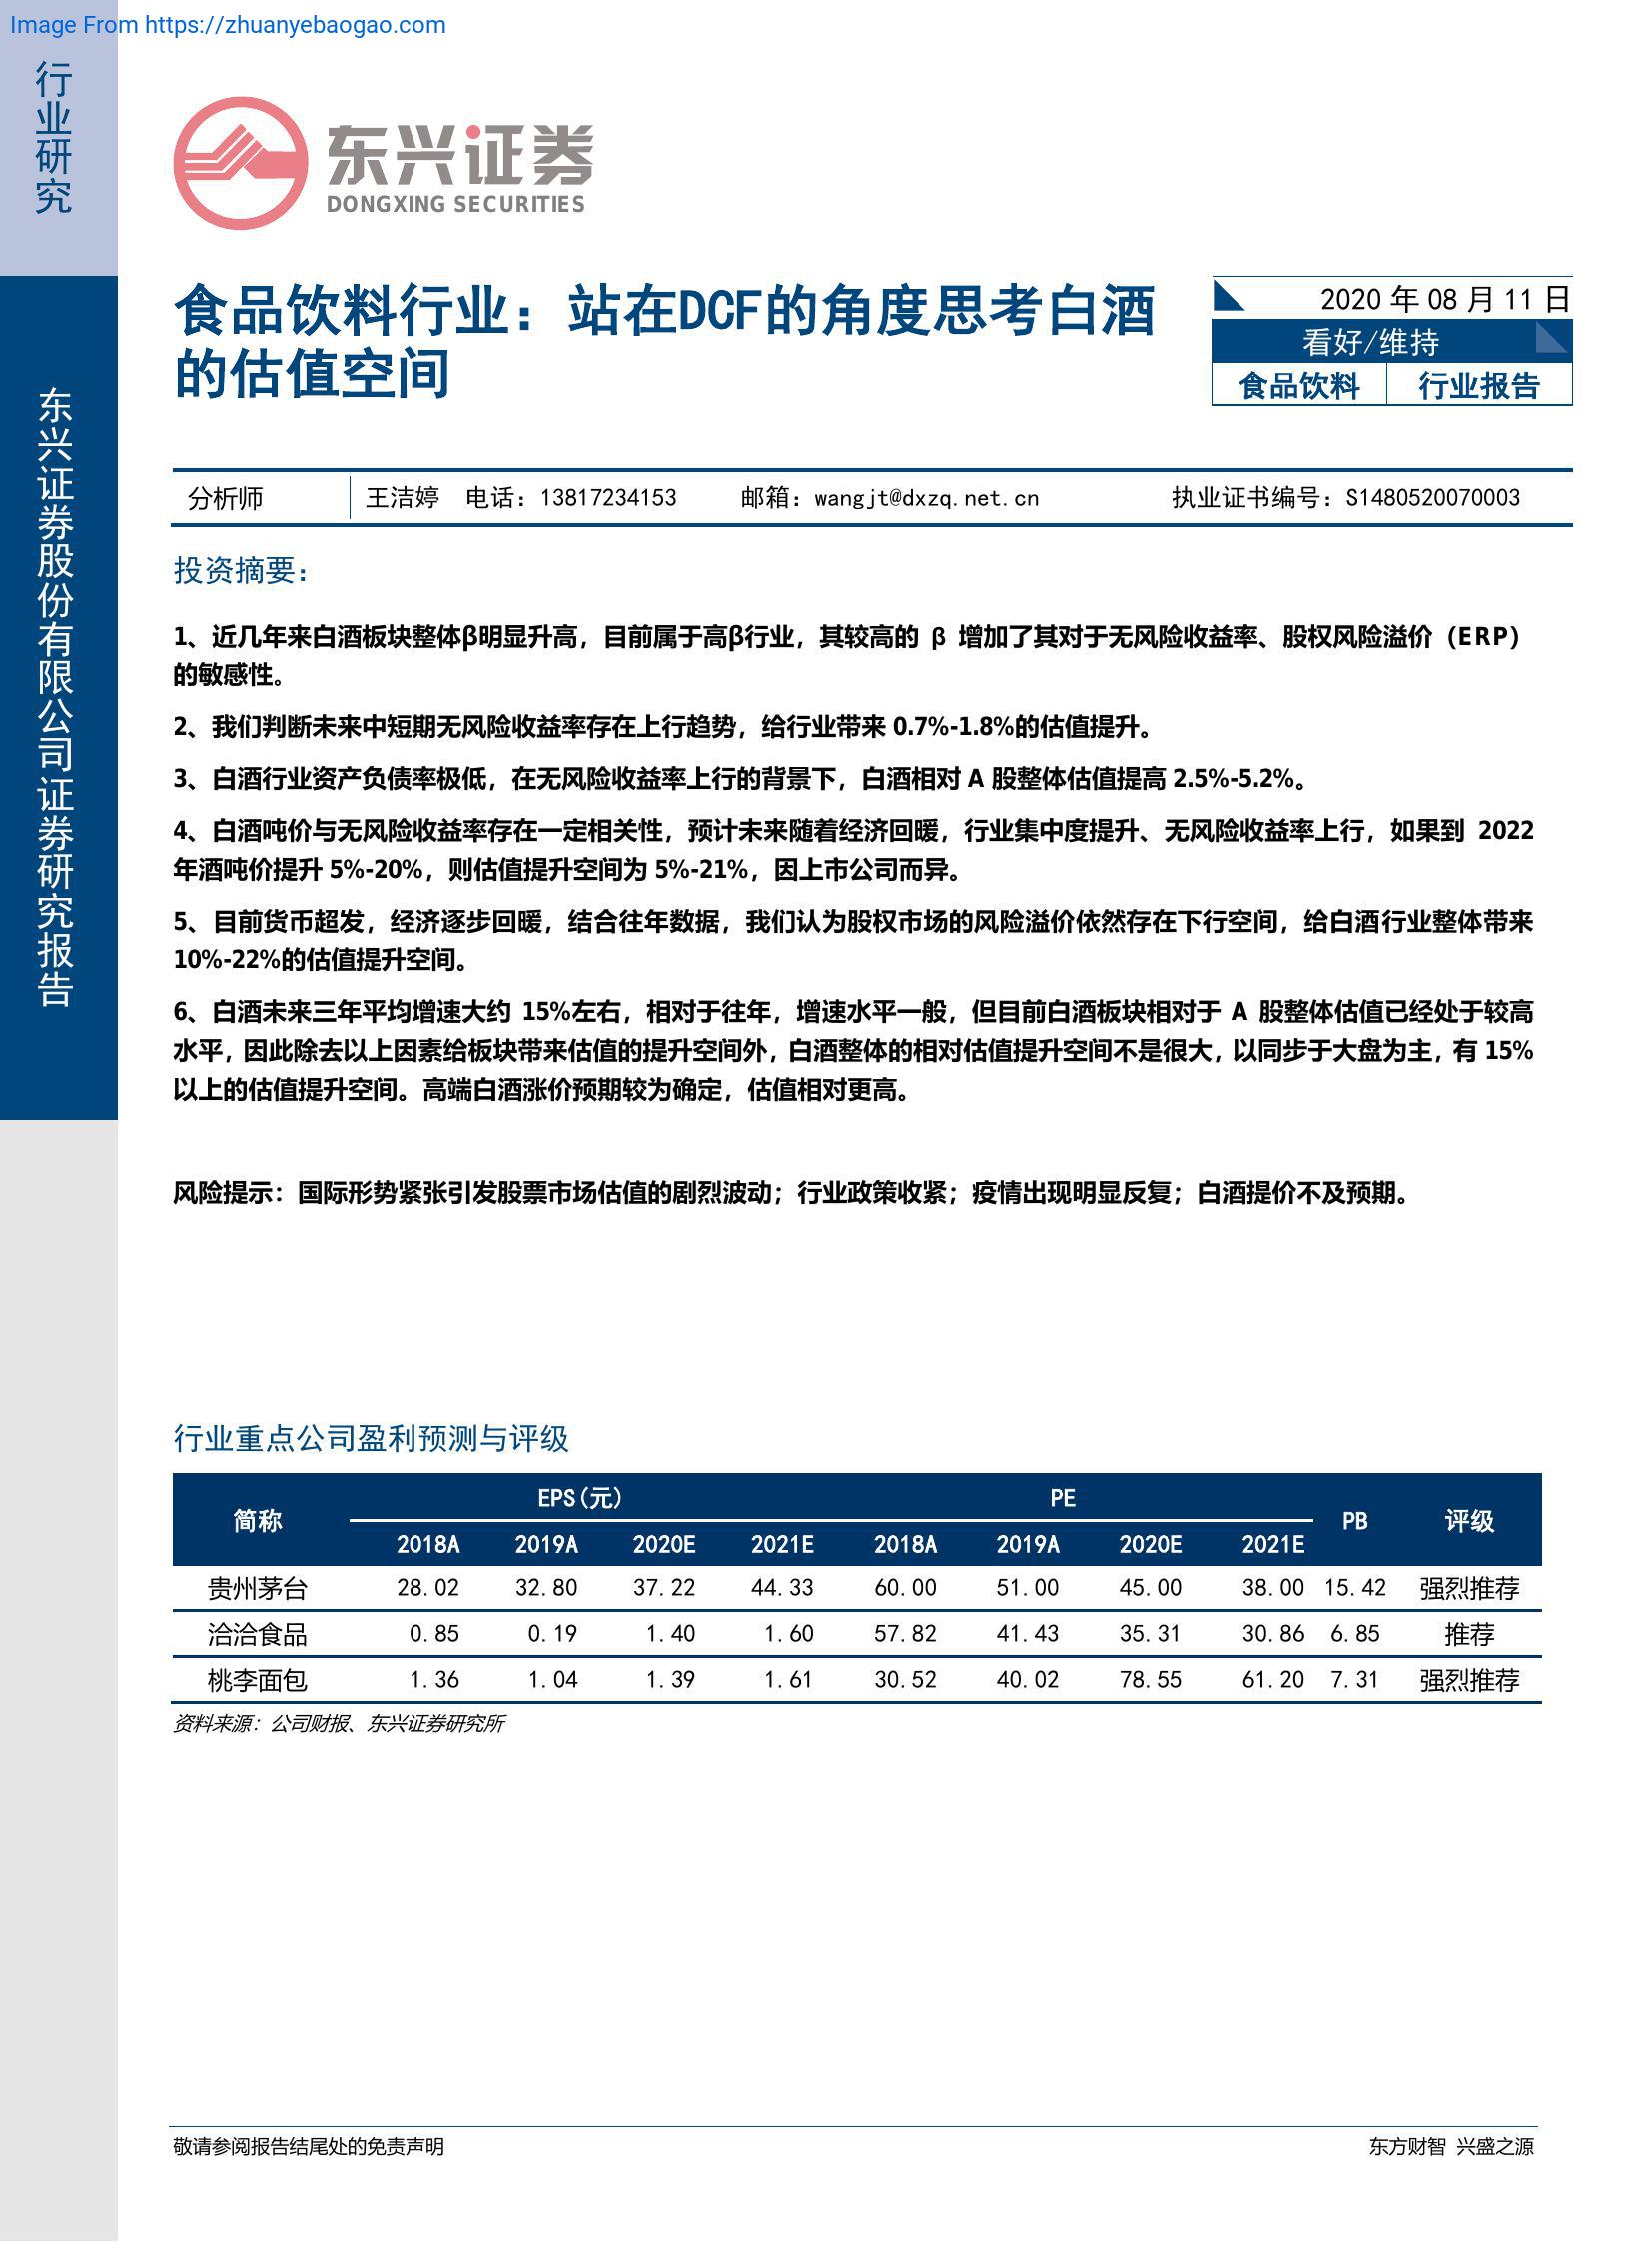 Image From https://zhuanyebaogao.com
行业研究
东兴证券股份有限公司证券研究报告
东兴证券
DONGXING SECURITIES
食品饮料行业：站在DCF的角度思考白酒
的估值空间
2020 年 08 月 11 日
看好/维持
食品饮料 行业报告
分析师 王洁婷 电话：13817234153 邮箱：wangjt@dxzq.net.cn 执业证书编号：S1480520070003
投资摘要：
1、近几年来白酒板块整体β明显升高，目前属于高β行业，其较高的 β 增加了其对于无风险收益率、股权风险溢价（ERP）
的敏感性。
2、我们判断未来中短期无风险收益率存在上行趋势，给行业带来 0.7%-1.8%的估值提升。
3、白酒行业资产负债率极低，在无风险收益率上行的背景下，白酒相对 A 股整体估值提高 2.5%-5.2%。
4、白酒吨价与无风险收益率存在一定相关性，预计未来随着经济回暖，行业集中度提升、无风险收益率上行，如果到 2022
年酒吨价提升 5%-20%，则估值提升空间为 5%-21%，因上市公司而异。
5、目前货币超发，经济逐步回暖，结合往年数据，我们认为股权市场的风险溢价依然存在下行空间，给白酒行业整体带来
10%-22%的估值提升空间。
6、白酒未来三年平均增速大约 15%左右，相对于往年，增速水平一般，但目前白酒板块相对于 A 股整体估值已经处于较高
水平，因此除去以上因素给板块带来估值的提升空间外，白酒整体的相对估值提升空间不是很大，以同步于大盘为主，有 15%
以上的估值提升空间。高端白酒涨价预期较为确定，估值相对更高。
风险提示：国际形势紧张引发股票市场估值的剧烈波动；行业政策收紧；疫情出现明显反复；白酒提价不及预期。
行业重点公司盈利预测与评级
简称 EPS(元) PE PB 评级
2018A 2019A 2020E 2021E 2018A 2019A 2020E 2021E
贵州茅台 28.02 32.80 37.22 44.33 60.00 51.00 45.00 38.00 15.42 强烈推荐
洽洽食品 0.85 0.19 1.40 1.60 57.82 41.43 35.31 30.86 6.85 推荐
桃李面包 1.36 1.04 1.39 1.61 30.52 40.02 78.55 61.20 7.31 强烈推荐
资料来源：公司财报、东兴证券研究所
敬请参阅报告结尾处的免责声明 东方财智 兴盛之源